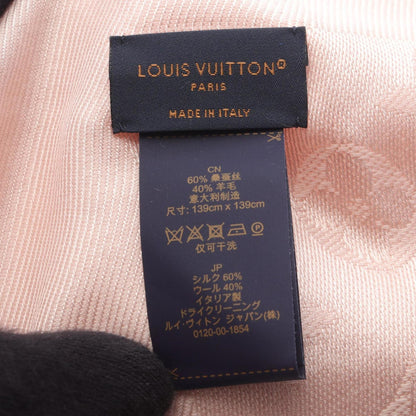 LOUIS VUITTON®
PARIS
MADE IN ITALY
CN
60% 桑蚕丝
40% 羊毛
意大利制造
尺寸: 139cm x 139cm
仅可干洗
JP
シルク 60%
ウール 40%
イタリア製
ドライクリーニング
ルイ・ヴィトン ジャパン(株)
0120-00-1854